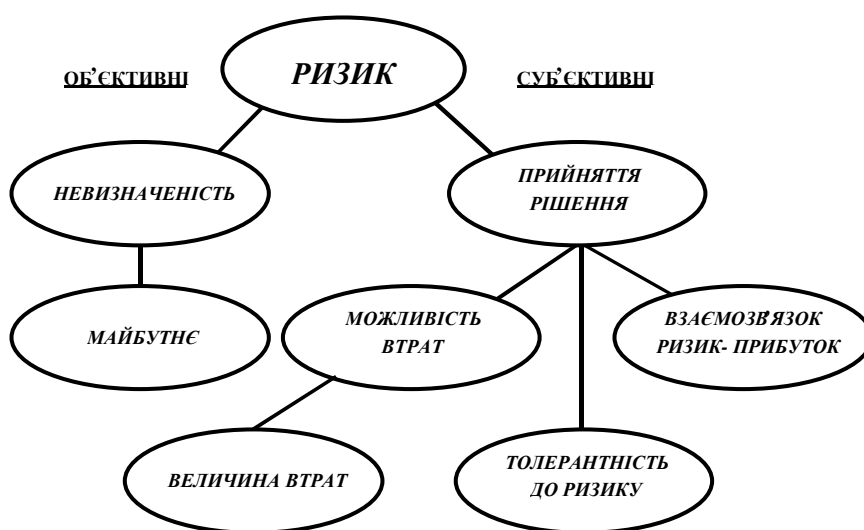 РИЗИК
ОБ’ЄКТИВНІ
СУБ’ЄКТИВНІ
НЕВИЗНАЧЕНІСТЬ
ПРИЙНЯТТЯ
РІШЕННЯ
МАЙБУТНЄ
МОЖЛИВІСТЬ
ВТРАТ
ВЗАЄМОЗВ’ЯЗОК
РИЗИК- ПРИБУТОК
ВЕЛИЧИНА ВТРАТ
ТОЛЕРАНТНІСТЬ
ДО РИЗИКУ